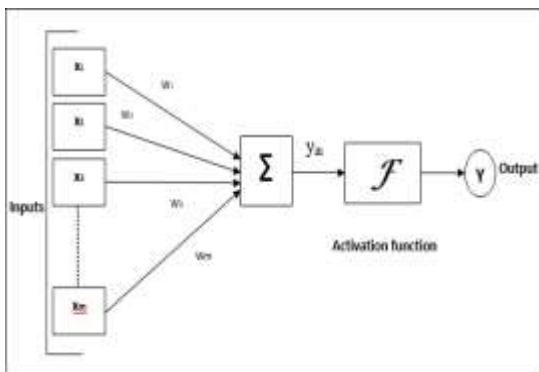 X₁
W₁
X₂
W₂
yᵢₙ
X₃
Σ
F
Y
Output
Inputs
W₃
Activation function
Wₘ
Xₘ